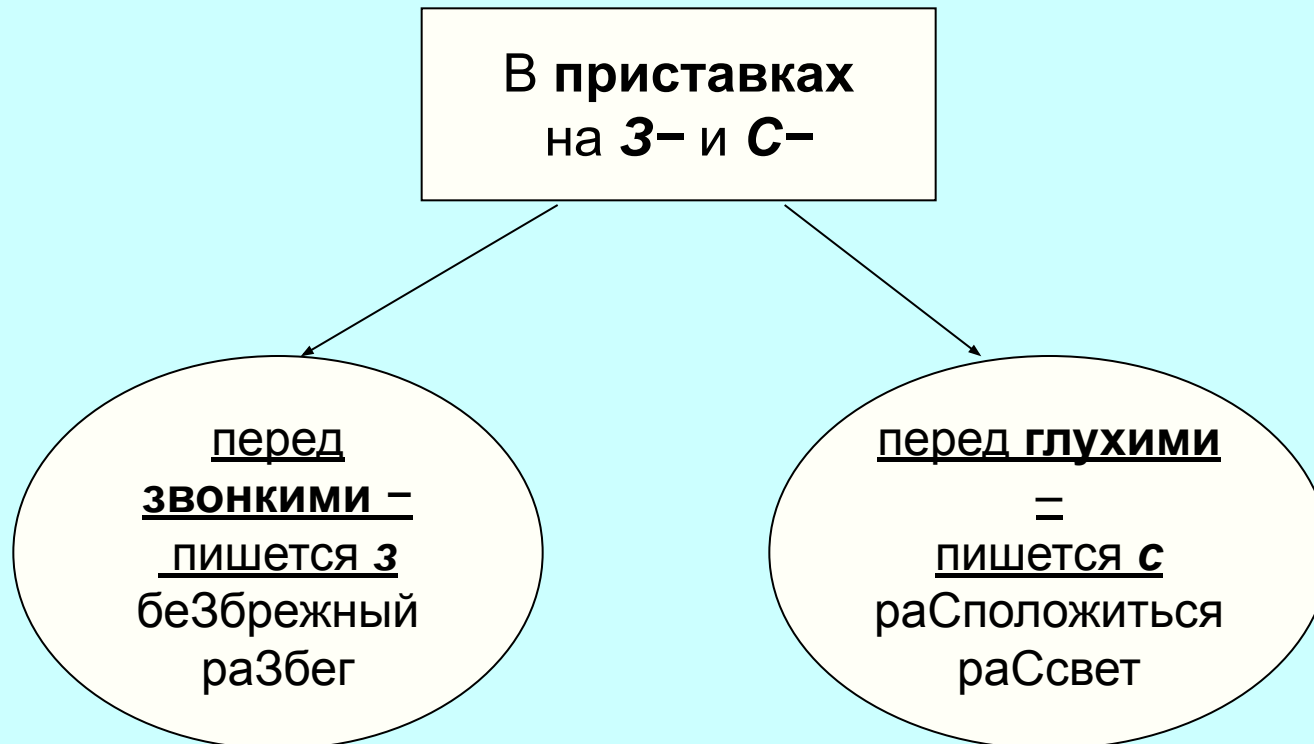 В приставках
на З− и С−
перед
звонкими −
пишется з
беЗбрежный
раЗбег
перед глухими
–
пишется с
раСположиться
раСсвет